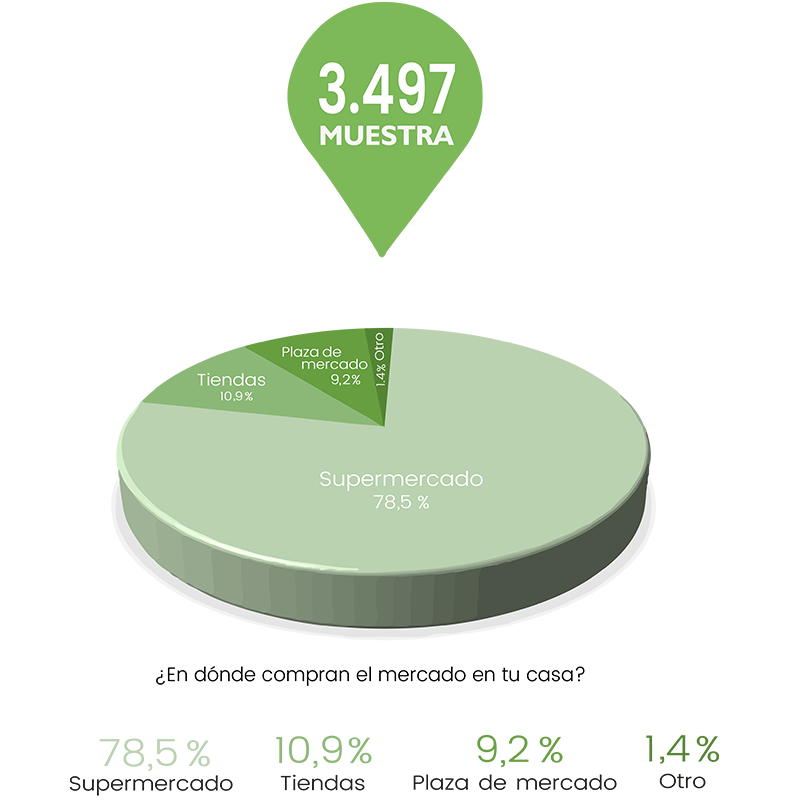 3.497
MUESTRA
Plaza de
mercado
9,2%
1.4% Otro
Tiendas
10,9%
Supermercado
78,5 %
¿En dónde compran el mercado en tu casa?
78,5 % 10,9% 9,2 % 1,4 %
Supermercado Tiendas Plaza de mercado Otro